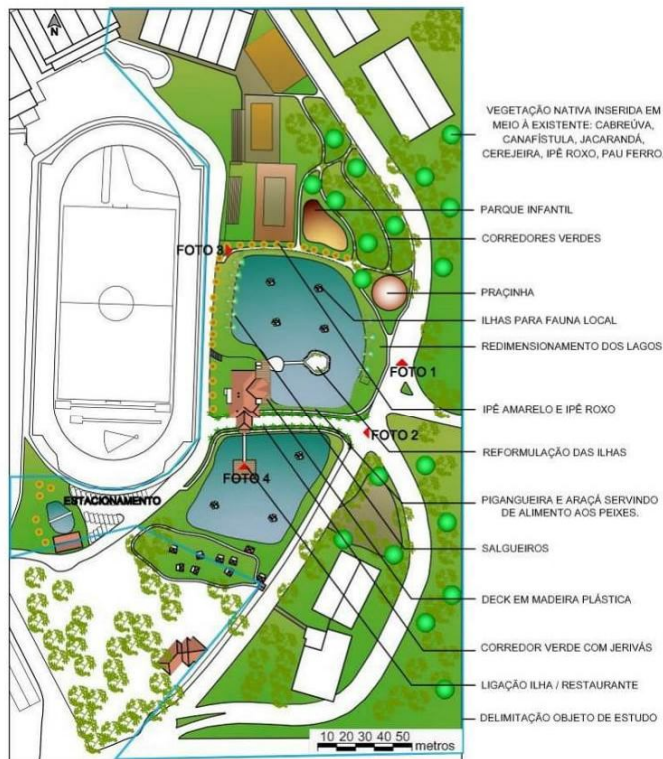 N
VEGETAÇÃO NATIVA INSERIDA EM
MEIO À EXISTENTE: CABREÚVA,
CANAFÍSTULA, JACARANDÁ,
CEREJEIRA, IPÊ ROXO, PAU FERRO
PARQUE INFANTIL
CORREDORES VERDES
FOTO 3
PRAÇINHA
ILHAS PARA FAUNA LOCAL
REDIMENSIONAMENTO DOS LAGOS
FOTO 1
IPÊ AMARELO E IPÊ ROXO
FOTO 2
REFORMULAÇÃO DAS ILHAS
FOTO 4
ESTACIONAMENTO
PIGANGUEIRA E ARAÇÁ SERVINDO
DE ALIMENTO AOS PEIXES.
SALGUEIROS
DECK EM MADEIRA PLÁSTICA
CORREDOR VERDE COM JERIVÁS
LIGAÇÃO ILHA / RESTAURANTE
DELIMITAÇÃO OBJETO DE ESTUDO
10 20 30 40 50
metros